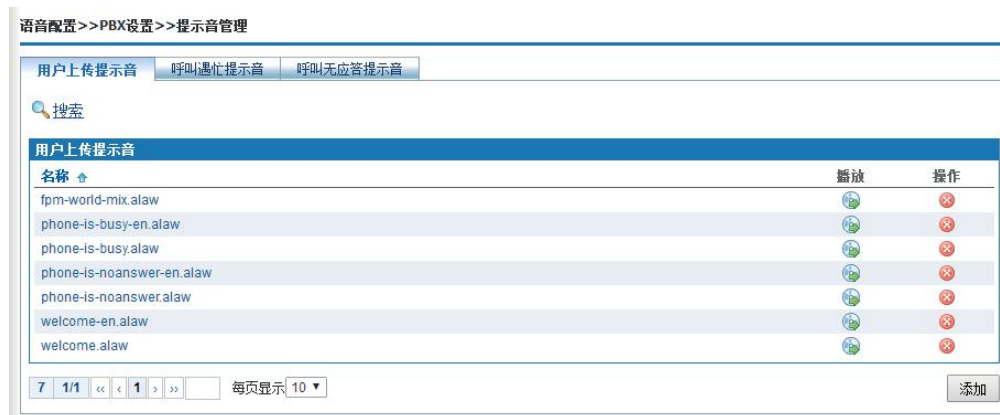 语音配置>>PBX设置>>提示音管理
用户上传提示音 呼叫遇忙提示音 呼叫无应答提示音
搜索
用户上传提示音
名称 播放 操作
fpm-world-mix.alaw
phone-is-busy-en.alaw
phone-is-busy.alaw
phone-is-noanswer-en.alaw
phone-is-noanswer.alaw
welcome-en.alaw
welcome.alaw
7 1/1 ‹‹ ‹ 1 › ›› 每页显示 10 添加